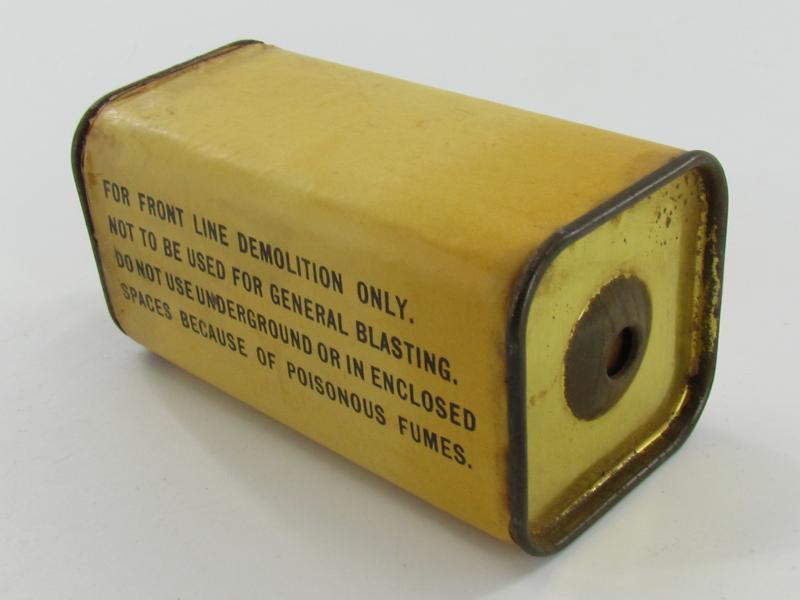 FOR FRONT LINE DEMOLITION ONLY.
NOT TO BE USED FOR GENERAL BLASTING.
DO NOT USE UNDERGROUND OR IN ENCLOSED
SPACES BECAUSE OF POISONOUS FUMES.